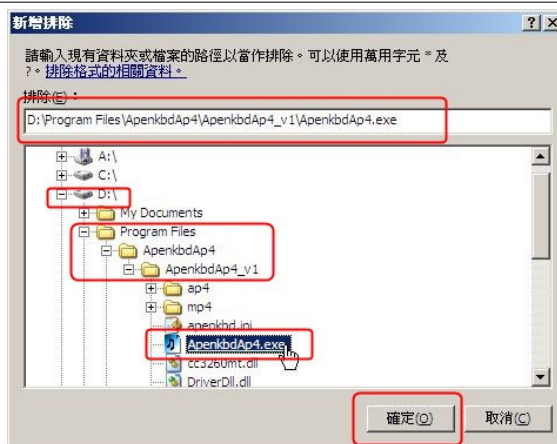 新增排除
請輸入現有資料夾或檔案的路徑以當作排除。可以使用萬用字元 * 及
?。排除格式的相關資料。
排除(E)：
D:\Program Files\ApenkbdAp4\ApenkbdAp4_v1\ApenkbdAp4.exe
A:\
C:\
D:\
My Documents
Program Files
ApenkbdAp4
ApenkbdAp4_v1
ap4
mp4
apenkbd.ini
ApenkbdAp4.exe
cc3260mt.dll
DriverDll.dll
確定(O) 取消(C)